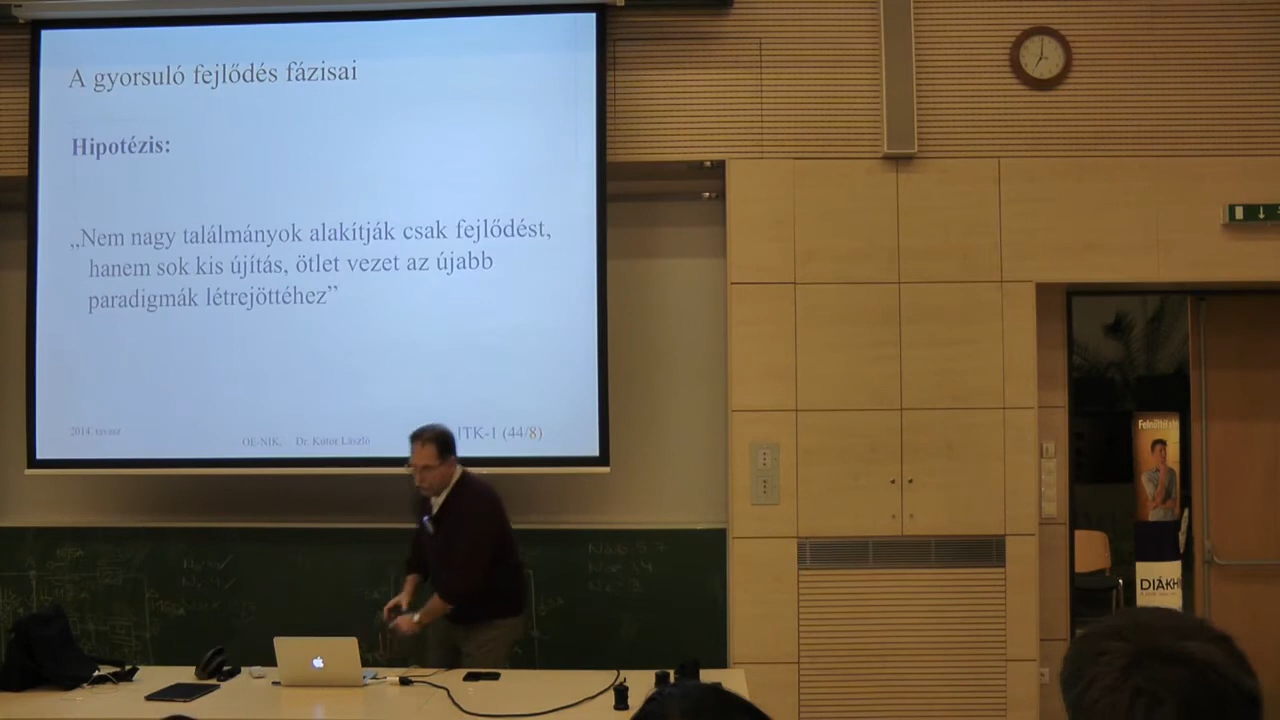 A gyorsuló fejlődés fázisai
Hipotézis:
„Nem nagy találmányok alakítják csak fejlődést,
hanem sok kis újítás, ötlet vezet az újabb
paradigmák létrejöttéhez”
2014. tavasz
OE-NIK. Dr. Kutor László
ITK-1 (44/8)
Felnőttél
DIÁKH